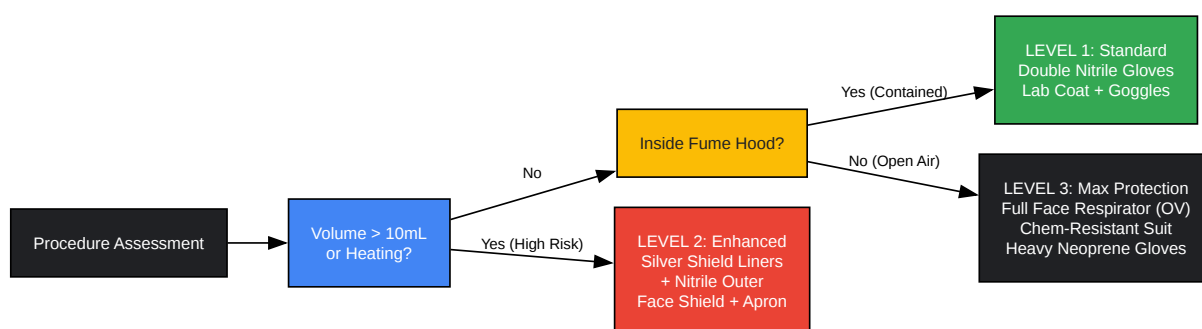 Procedure Assessment
Volume > 10mL
or Heating?
No
Yes (High Risk)
Inside Fume Hood?
LEVEL 2: Enhanced
Silver Shield Liners
+ Nitrile Outer
Face Shield + Apron
Yes (Contained)
No (Open Air)
LEVEL 1: Standard
Double Nitrile Gloves
Lab Coat + Goggles
LEVEL 3: Max Protection
Full Face Respirator (OV)
Chem-Resistant Suit
Heavy Neoprene Gloves